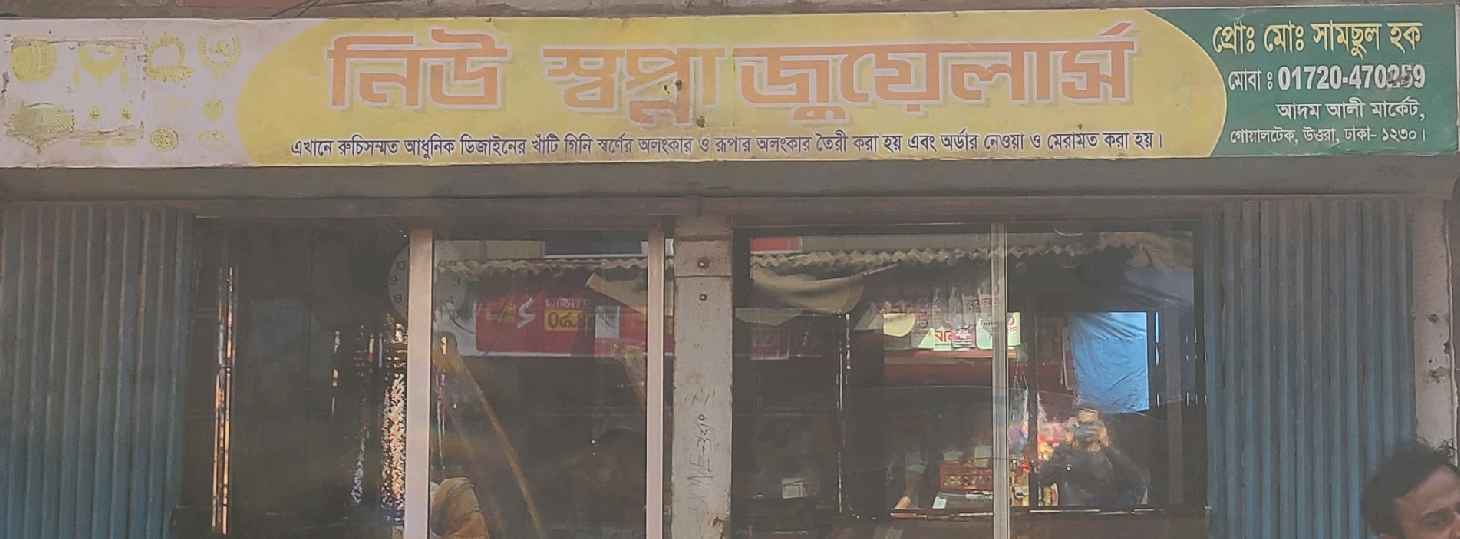 নিউ স্বপ্না জুয়েলার্স
এখানে রুচিসম্মত আধুনিক ডিজাইনের খাঁটি গিনি স্বর্ণের অলংকার ও রূপার অলংকার তৈরী করা হয় এবং অর্ডার নেওয়া ও মেরামত করা হয়।
প্রোঃ মোঃ সামছুল হক
মোবা : 01720-470259
আদম আলী মার্কেট,
গোয়ালটেক, উত্তরা, ঢাকা- ১২৩০।